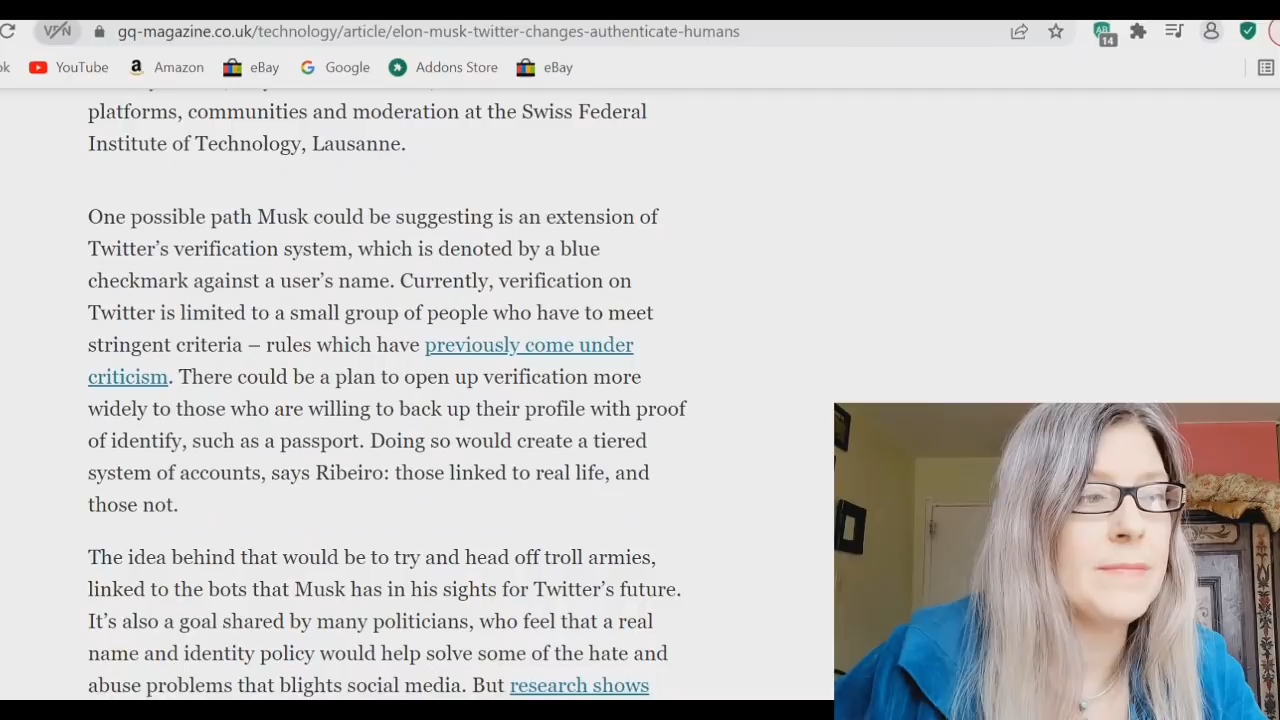 gq-magazine.co.uk/technology/article/elon-musk-twitter-changes-authenticate-humans
VPN
14
YouTube Amazon eBay Google Addons Store eBay
platforms, communities and moderation at the Swiss Federal
Institute of Technology, Lausanne.
One possible path Musk could be suggesting is an extension of
Twitter’s verification system, which is denoted by a blue
checkmark against a user’s name. Currently, verification on
Twitter is limited to a small group of people who have to meet
stringent criteria – rules which have previously come under
criticism. There could be a plan to open up verification more
widely to those who are willing to back up their profile with proof
of identify, such as a passport. Doing so would create a tiered
system of accounts, says Ribeiro: those linked to real life, and
those not.
The idea behind that would be to try and head off troll armies,
linked to the bots that Musk has in his sights for Twitter’s future.
It’s also a goal shared by many politicians, who feel that a real
name and identity policy would help solve some of the hate and
abuse problems that blights social media. But research shows